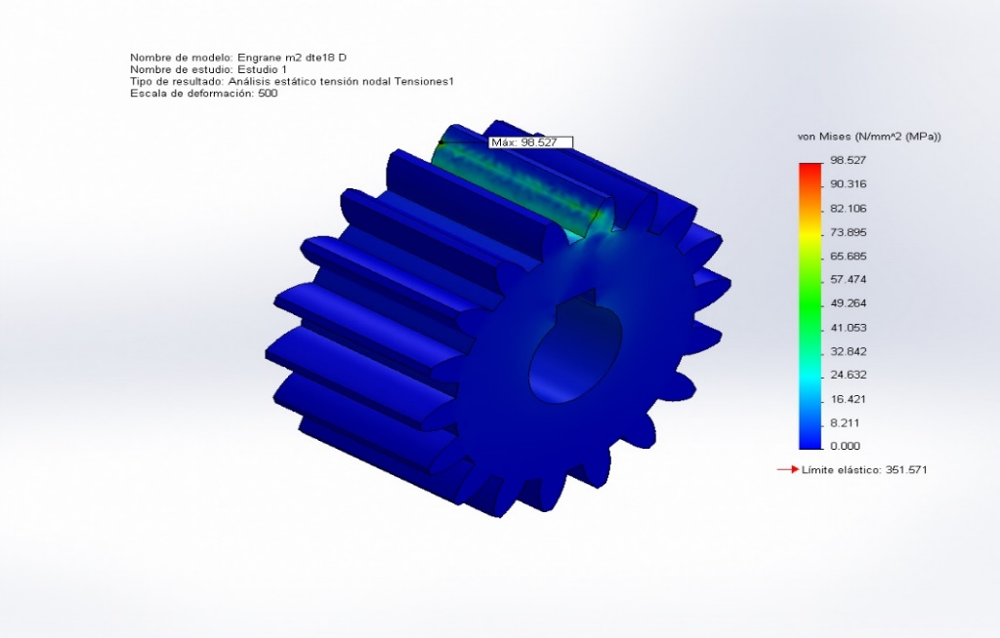 Nombre de modelo: Engrane m2 dte18 D
Nombre de estudio: Estudio 1
Tipo de resultado: Análisis estático tensión nodal Tensiones1
Escala de deformación: 500
Máx: 98.527
von Mises (N/mm^2 (MPa))
98.527
90.316
82.106
73.895
65.685
57.474
49.264
41.053
32.842
24.632
16.421
8.211
0.000
Límite elástico: 351.571